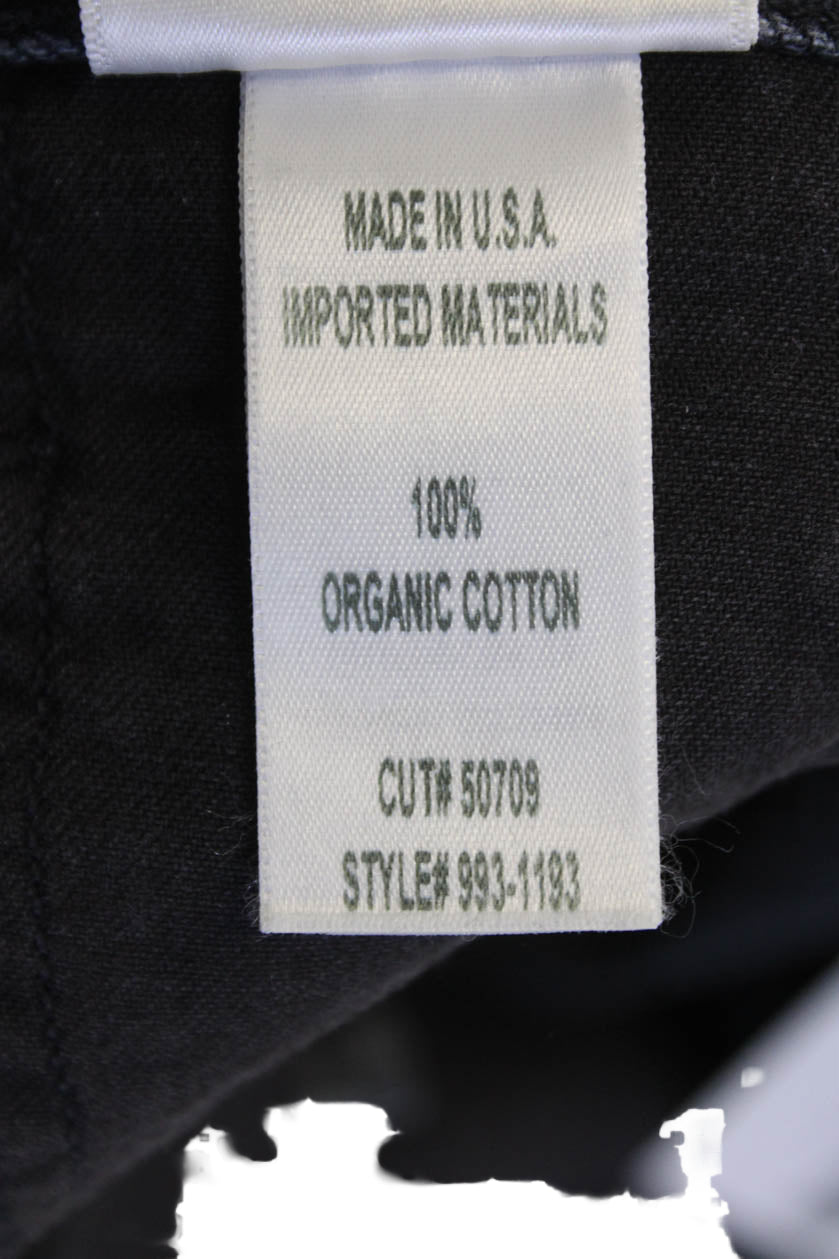 MADE IN U.S.A.
IMPORTED MATERIALS
100%
ORGANIC COTTON
CUT# 50709
STYLE# 993-1193